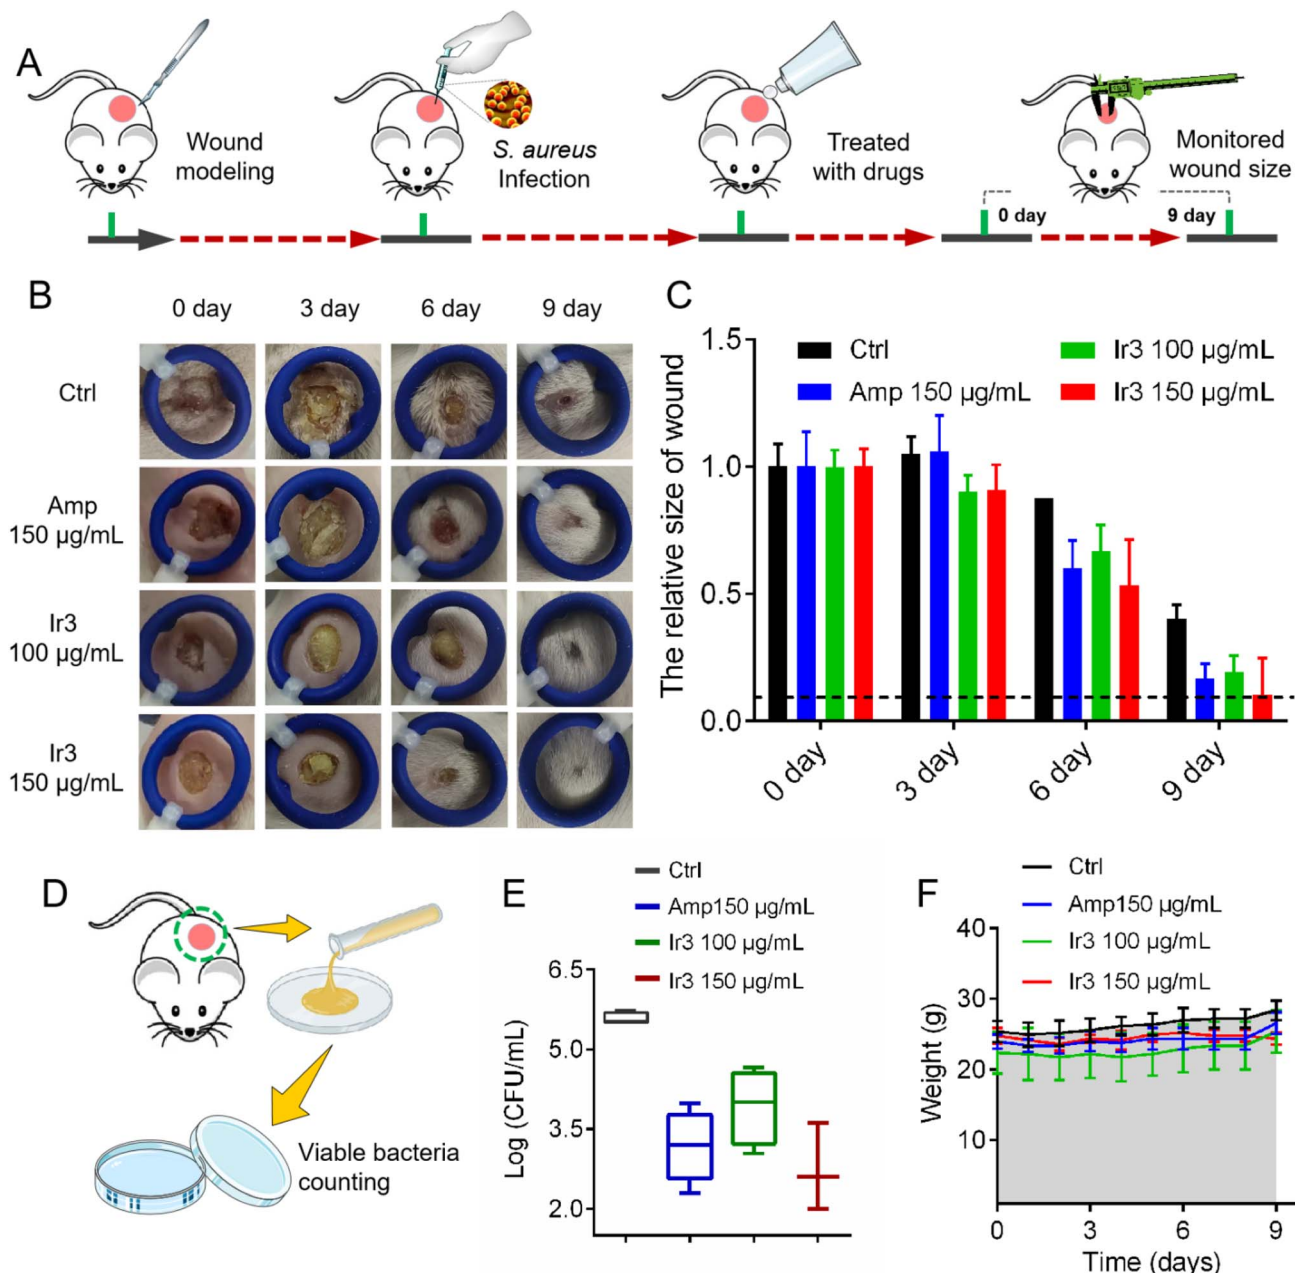 A
Wound
modeling
S. aureus
Infection
Treated
with drugs
Monitored
wound size
0 day
9 day
B
0 day
3 day
6 day
9 day
Ctrl
Amp
150 µg/mL
Ir3
100 µg/mL
Ir3
150 µg/mL
C
Ctrl
Amp 150 µg/mL
Ir3 100 µg/mL
Ir3 150 µg/mL
The relative size of wound
1.5
1.0
0.5
0.0
0 day
3 day
6 day
9 day
D
Viable bacteria
counting
E
Ctrl
Amp150 µg/mL
Ir3 100 µg/mL
Ir3 150 µg/mL
Log (CFU/mL)
6.5
5.0
3.5
2.0
F
Ctrl
Amp150 µg/mL
Ir3 100 µg/mL
Ir3 150 µg/mL
Weight (g)
40
30
20
10
0
3
6
9
Time (days)